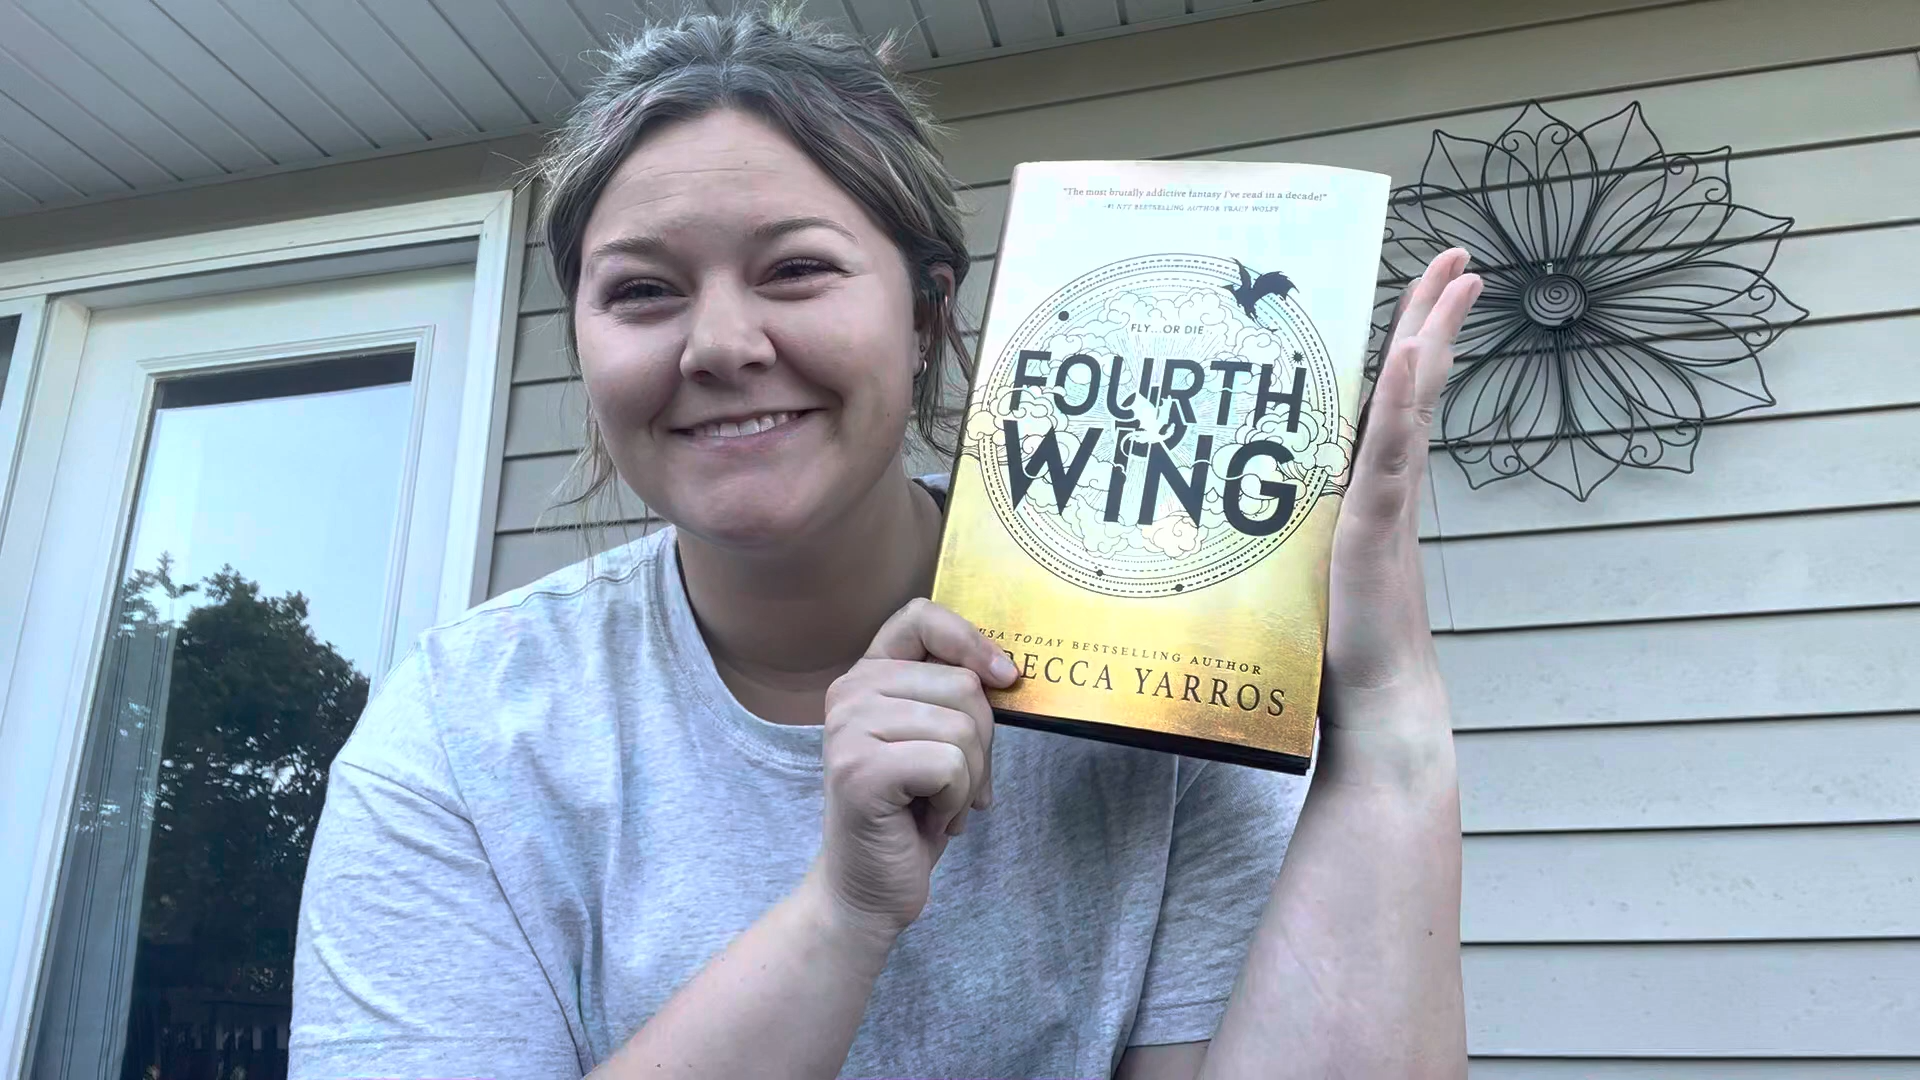 "The most brutally addictive fantasy I've read in a decade!"
-#1 NYT BESTSELLING AUTHOR TRACY WOLFF
FLY...OR DIE
FOURTH
WING
USA TODAY BESTSELLING AUTHOR
BECCA YARROS